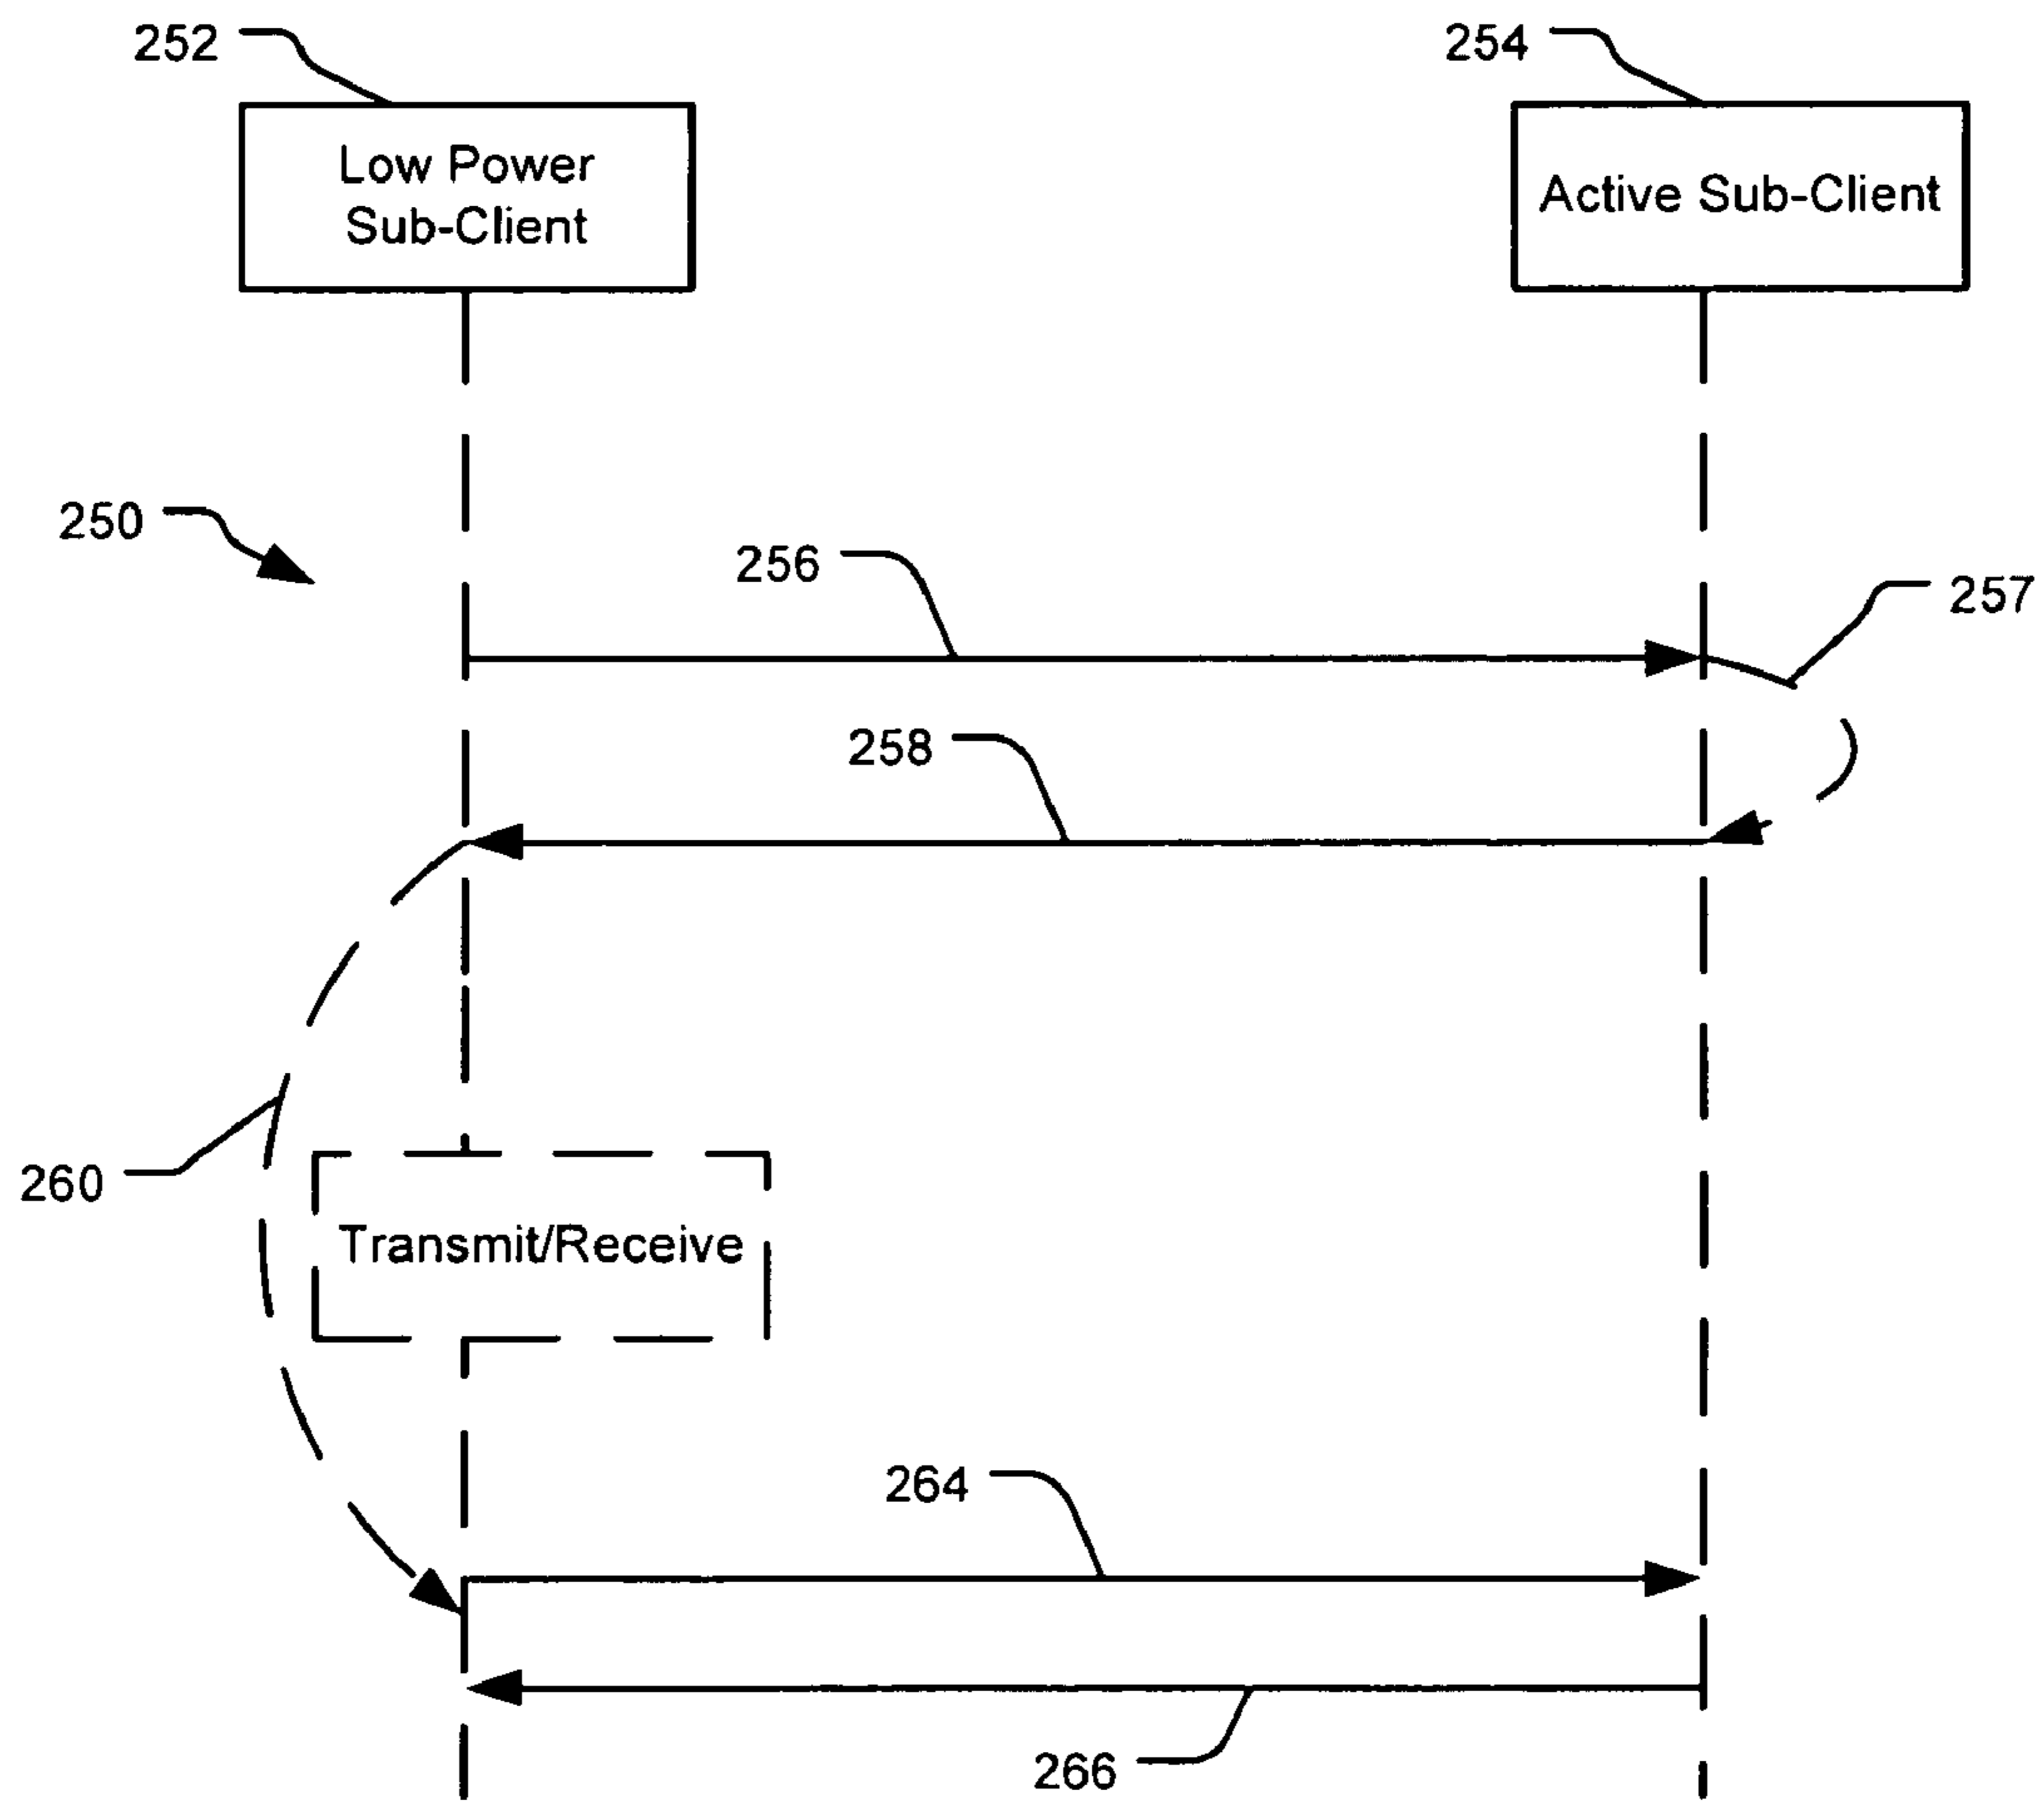 252
254
Low Power
Sub-Client
Active Sub-Client
250
256
257
258
260
Transmit/Receive
264
266